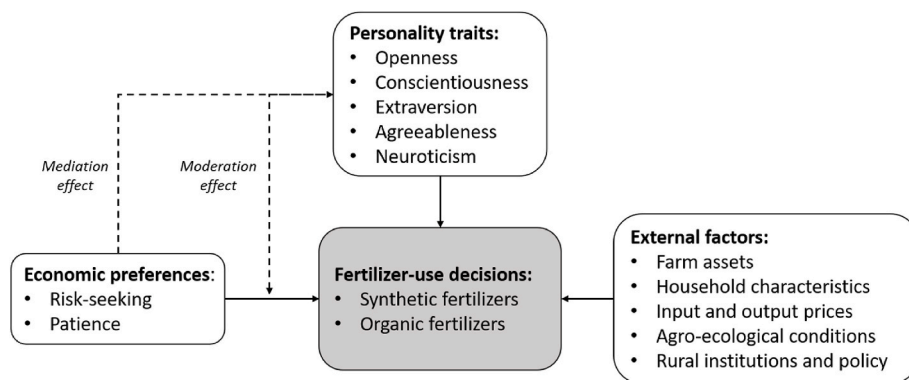 Personality traits:
• Openness
• Conscientiousness
• Extraversion
• Agreeableness
• Neuroticism
Mediation
effect
Moderation
effect
Economic preferences:
• Risk-seeking
• Patience
Fertilizer-use decisions:
• Synthetic fertilizers
• Organic fertilizers
External factors:
• Farm assets
• Household characteristics
• Input and output prices
• Agro-ecological conditions
• Rural institutions and policy